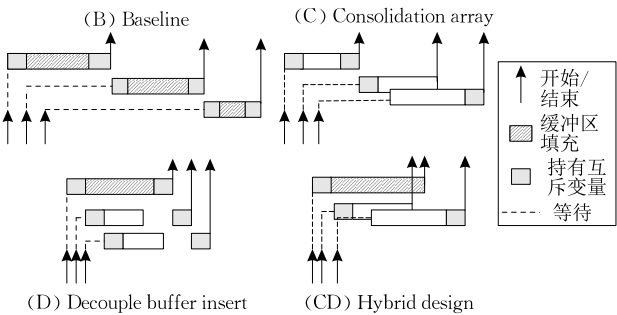 (B) Baseline
(C) Consolidation array
开始/
结束
缓冲区
填充
持有互
斥变量
等待
(D) Decouple buffer insert
(CD) Hybrid design